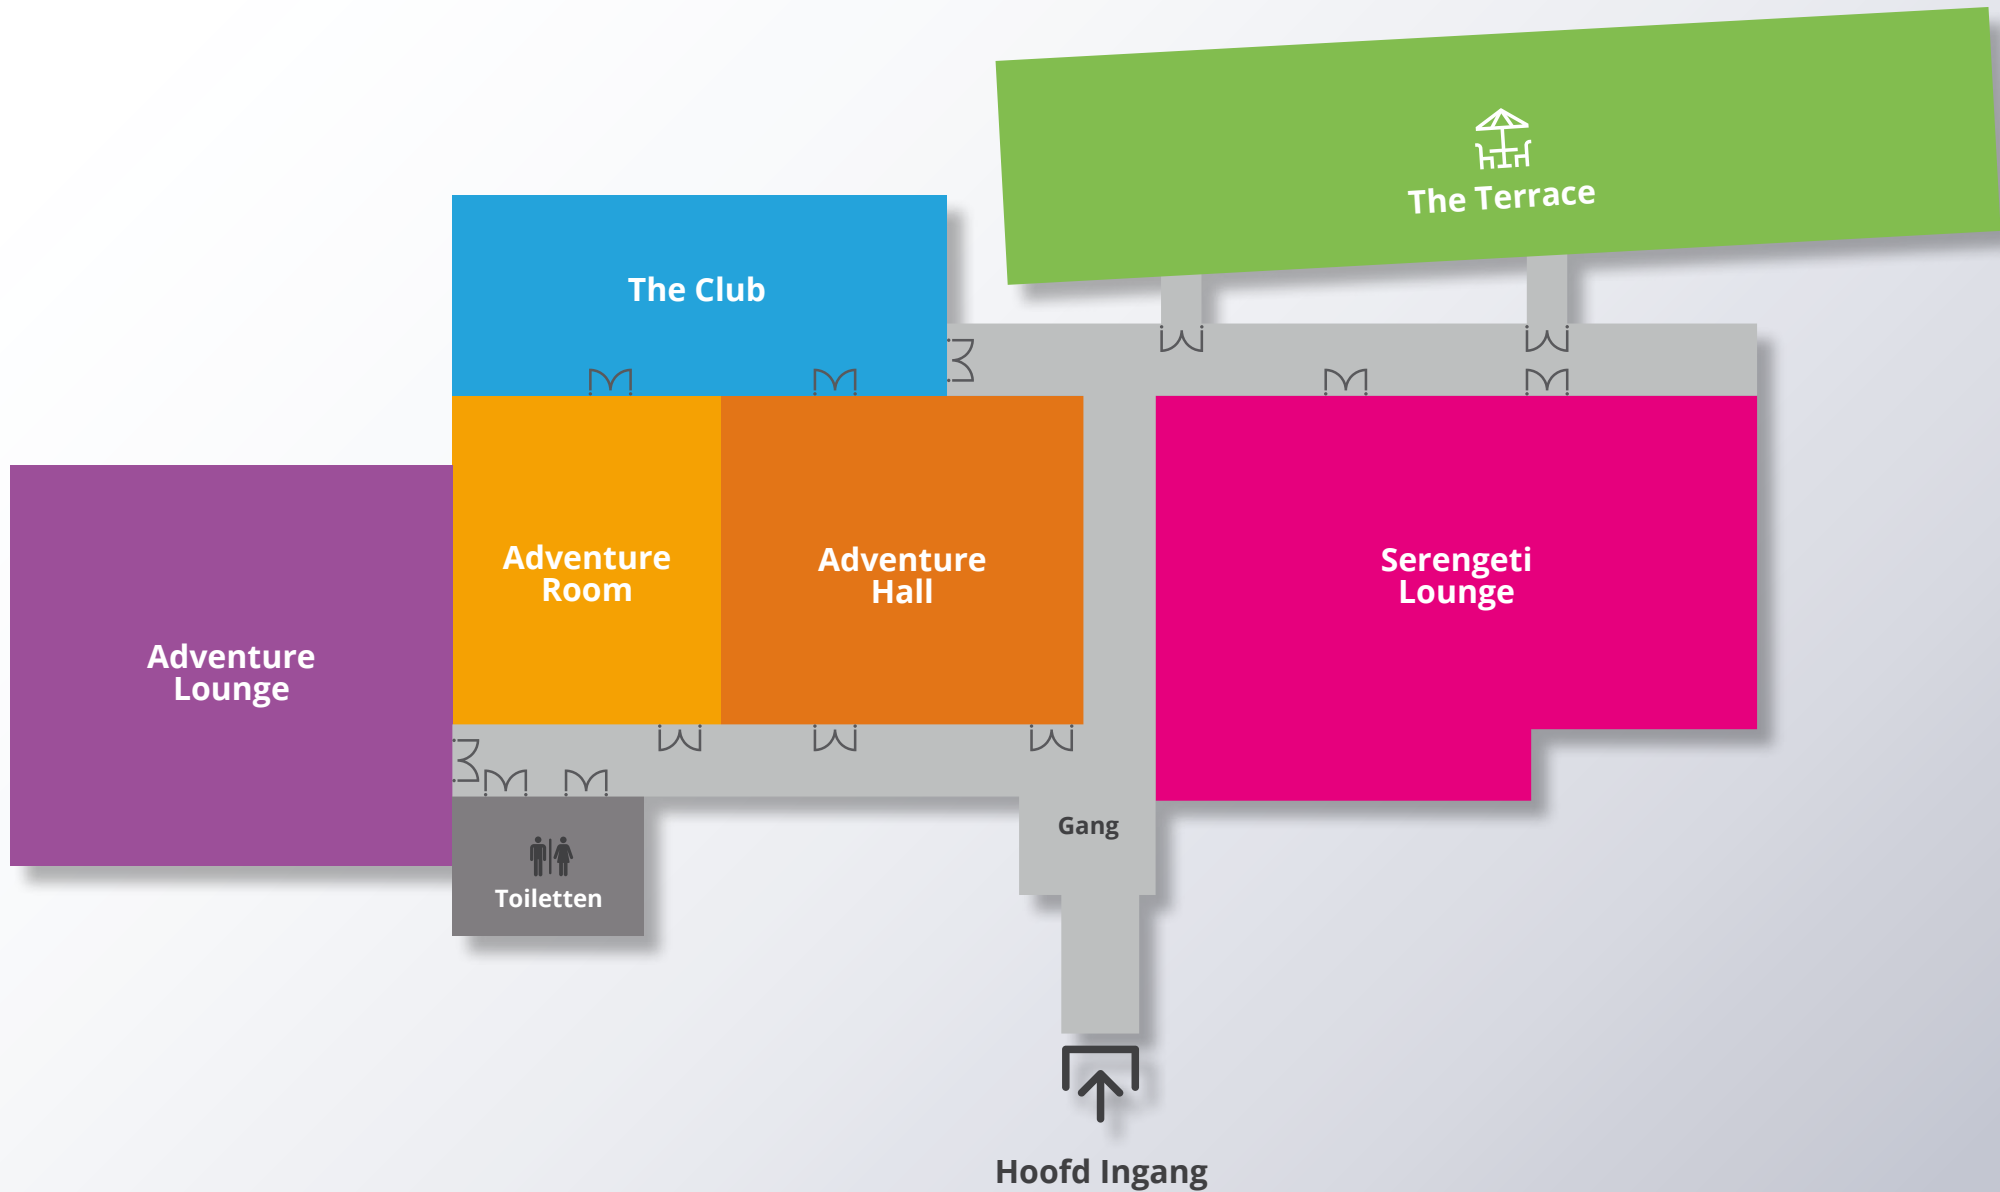 The Terrace
The Club
Adventure
Room
Adventure
Hall
Serengeti
Lounge
Adventure
Lounge
Gang
Toiletten
Hoofd Ingang